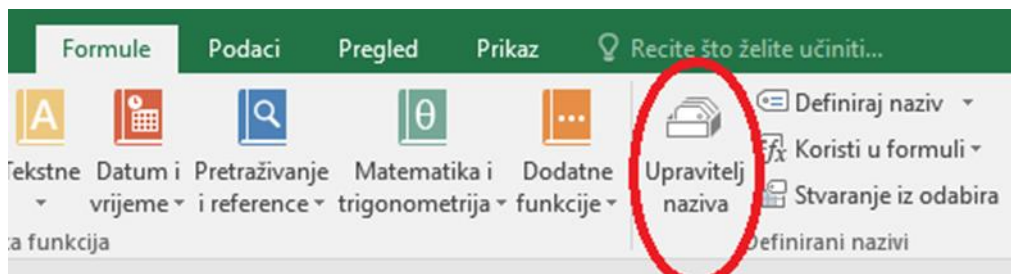 Formule Podaci Pregled Prikaz Recite što želite učiniti...
Tekstne Datum i vrijeme Pretraživanje i reference Matematika i trigonometrija Dodatne funkcije Upravitelj naziva
Definiraj naziv
fx Koristi u formuli
Stvaranje iz odabira
funkcija Definirani nazivi